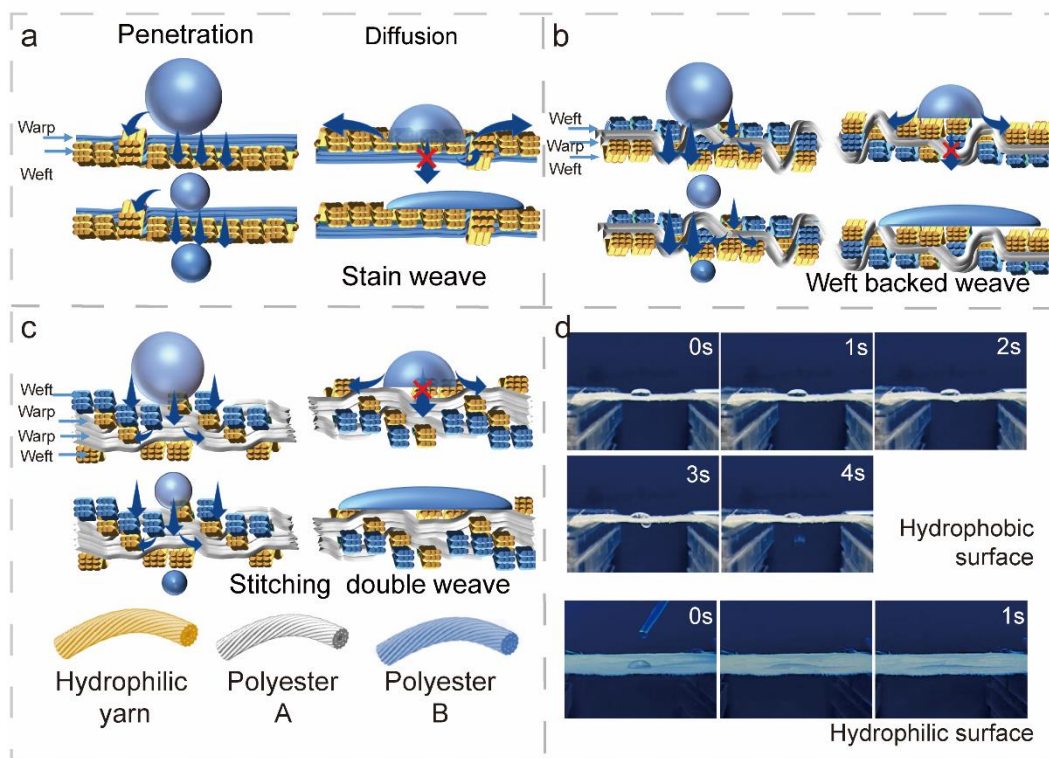 a
Penetration
Diffusion
Warp
Weft
Stain weave
b
Weft
Warp
Weft
Weft backed weave
c
Weft
Warp
Warp
Weft
Stitching double weave
Hydrophilic
yarn
Polyester
A
Polyester
B
d
0s
1s
2s
3s
4s
Hydrophobic
surface
0s
1s
Hydrophilic surface